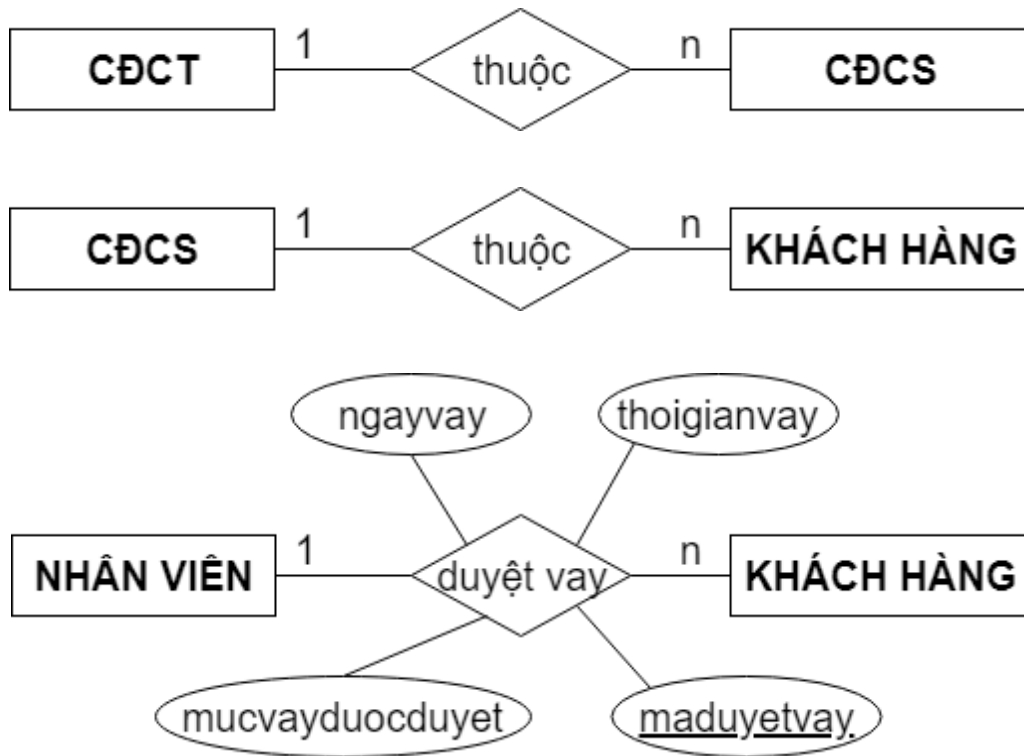 CĐCT 1 thuộc n CĐCS
CĐCS 1 thuộc n KHÁCH HÀNG
ngayvay thoigianvay
NHÂN VIÊN 1 duyệt vay n KHÁCH HÀNG
mucvayduocduyet maduyetvay